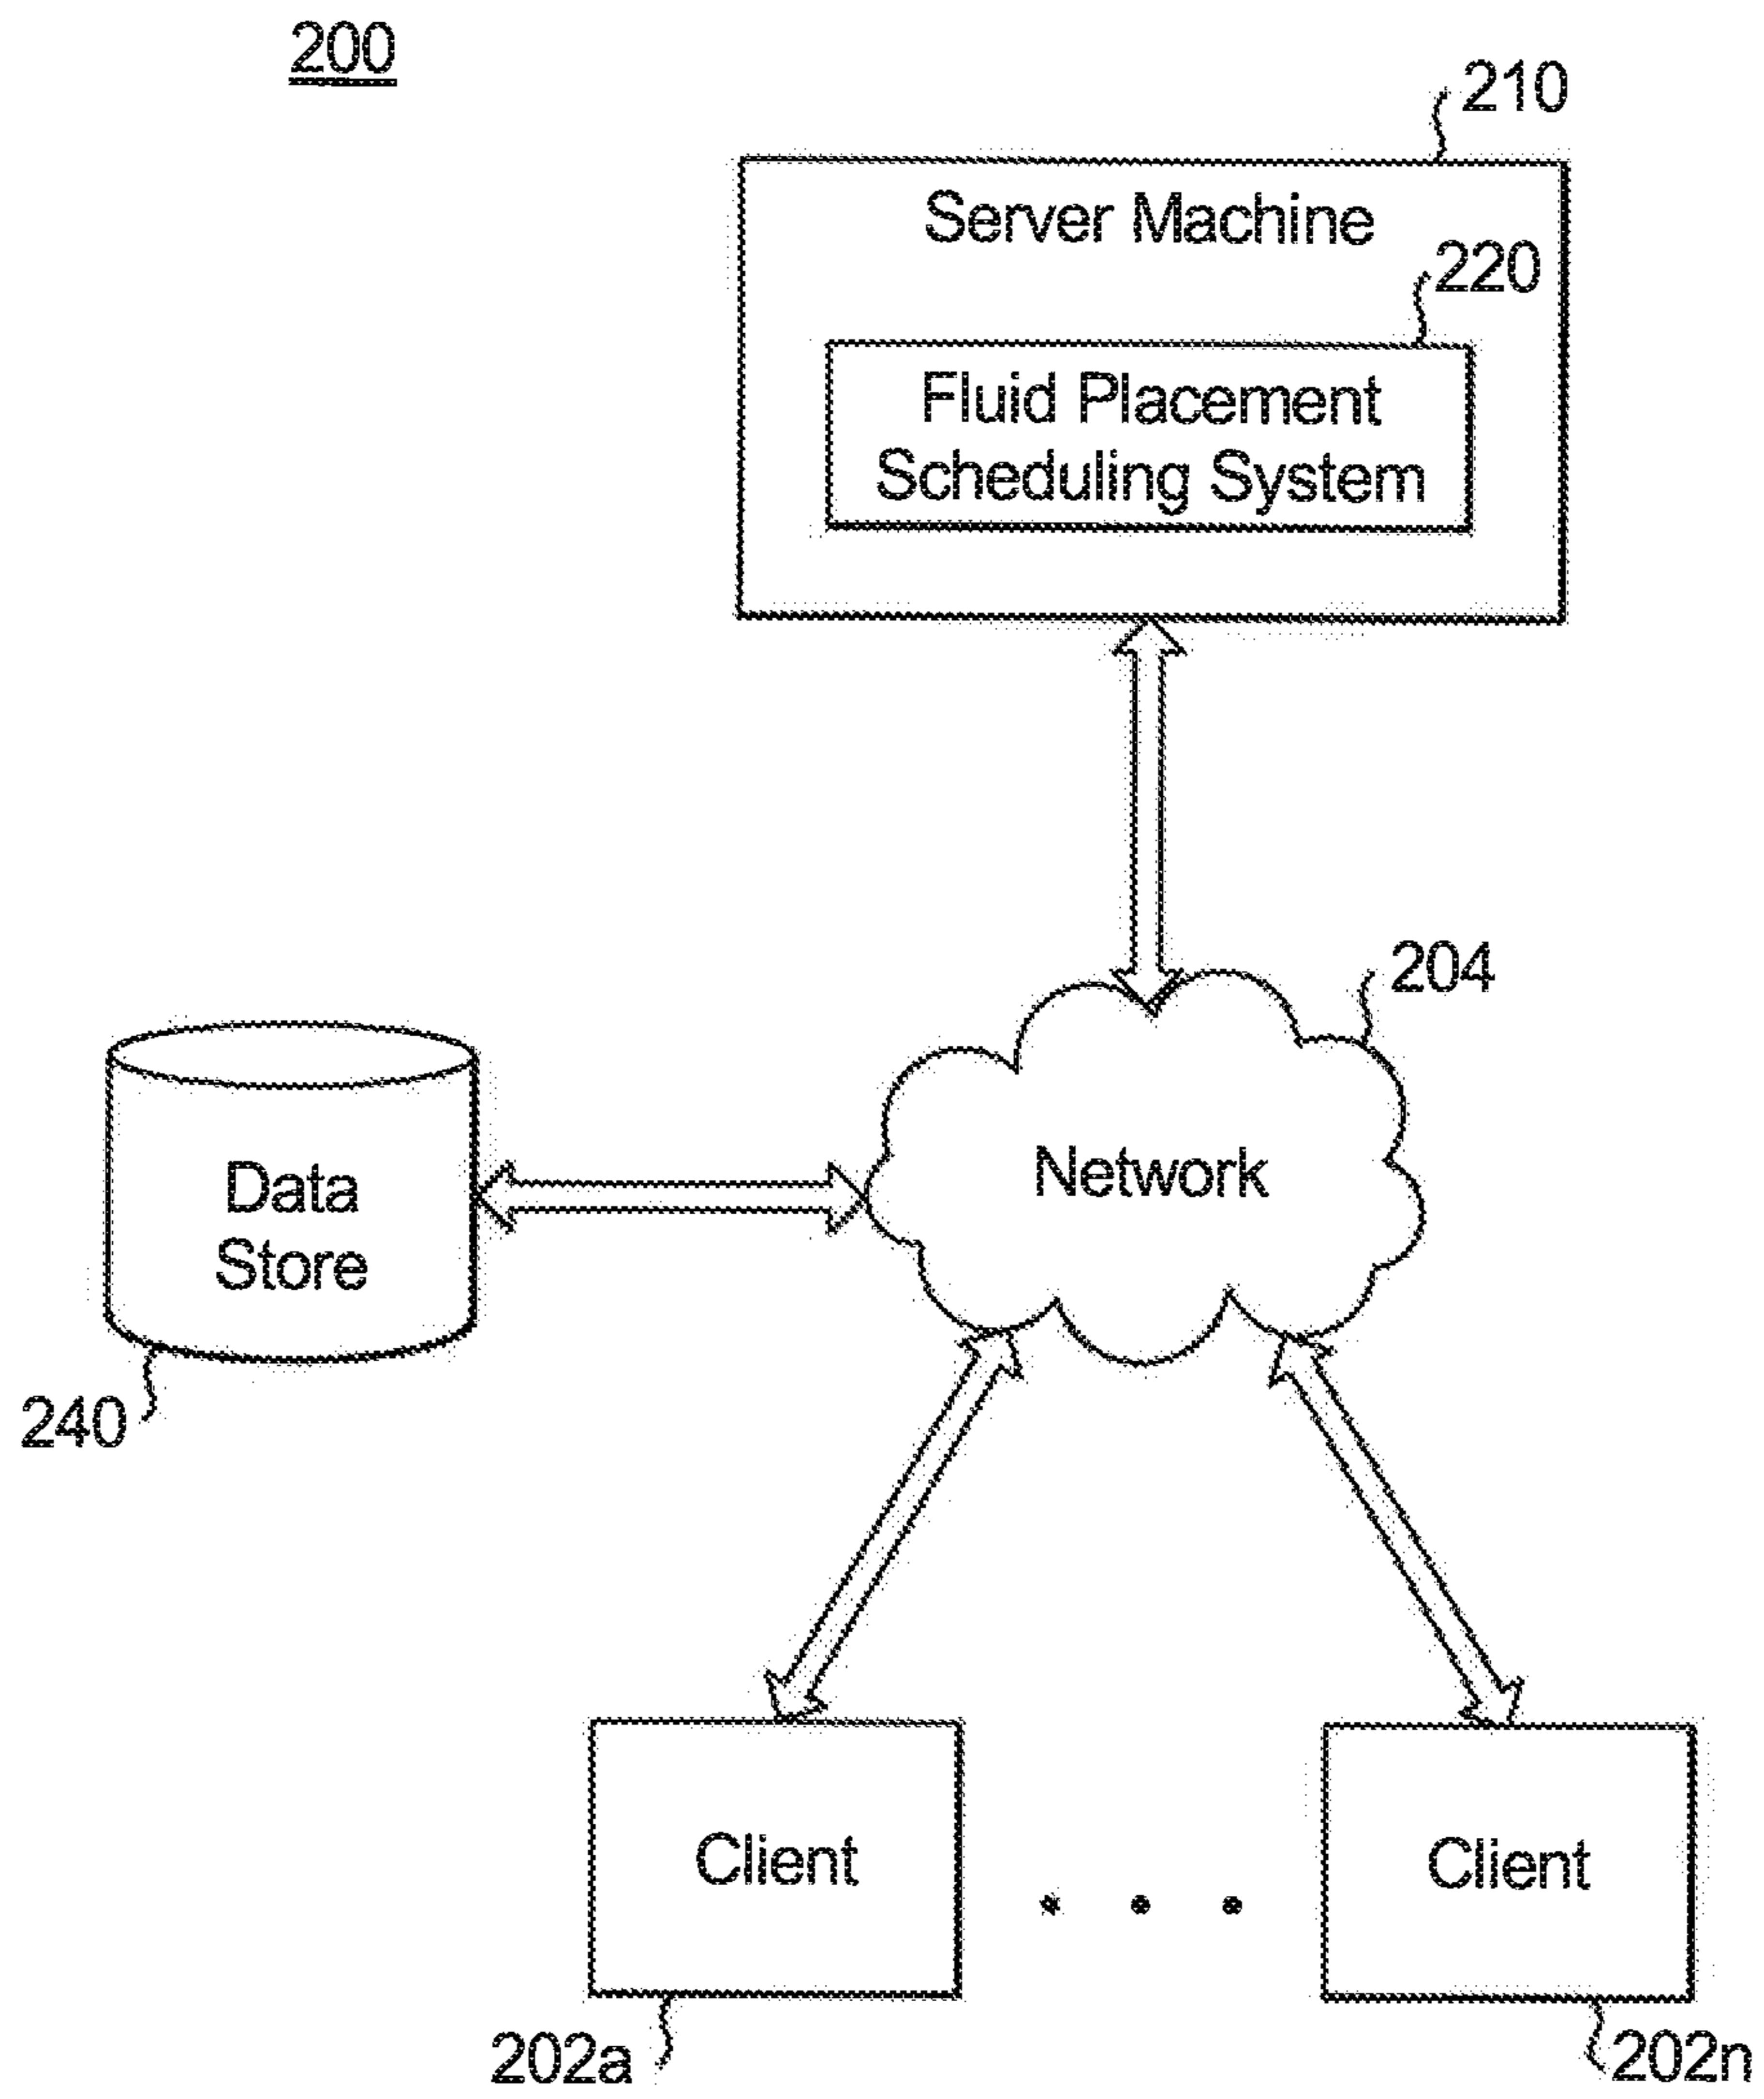 200
210
Server Machine
220
Fluid Placement
Scheduling System
204
Network
Data
Store
240
Client
Client
202a
202n